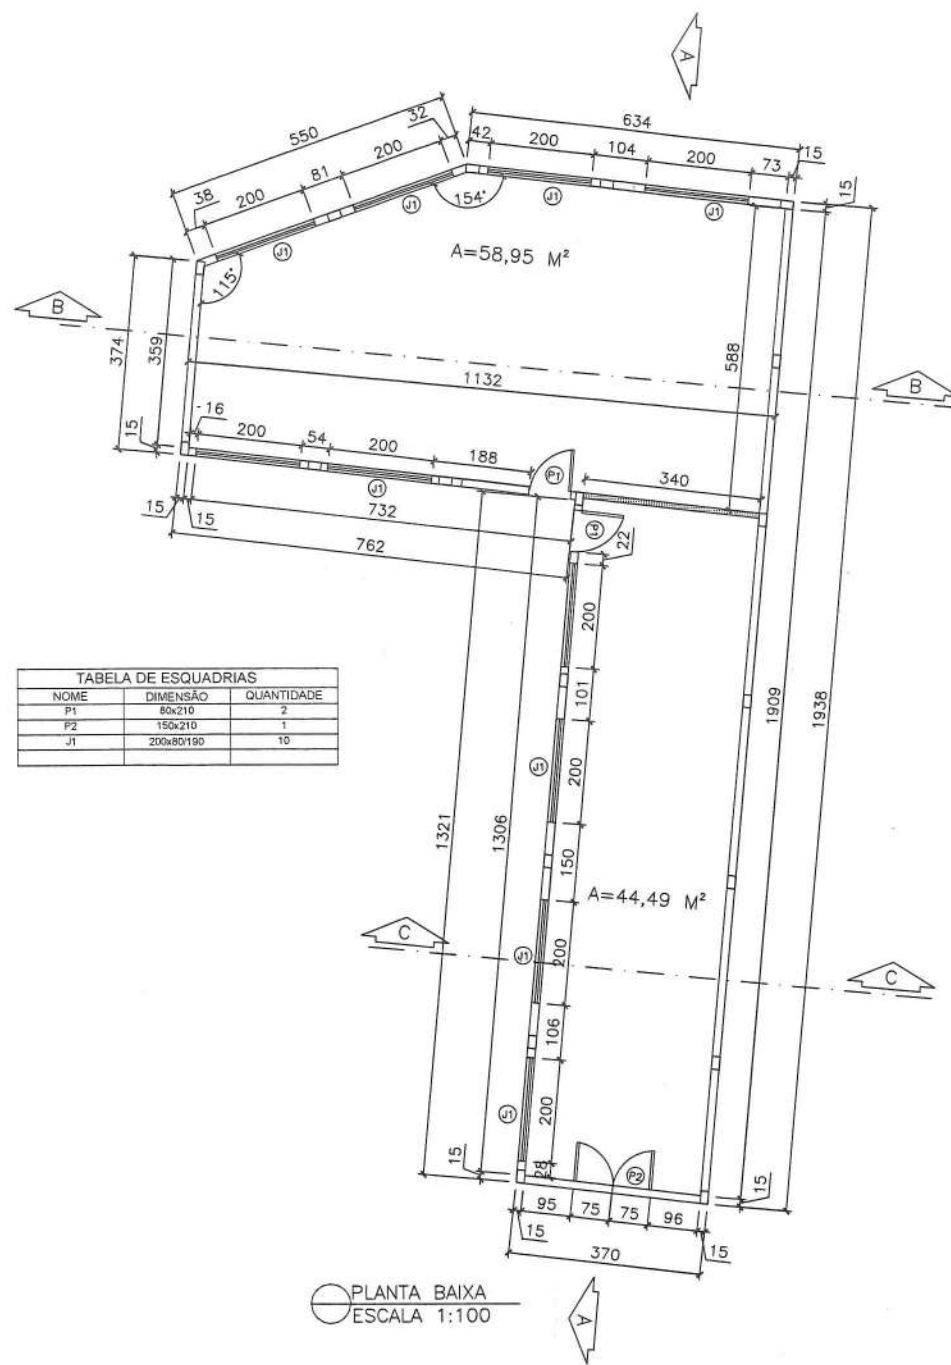 A
634
32
550
42
200
104
200
73
15
15
38
200
81
200
J1
154°
J1
J1
J1
A=58,95 M²
115°
B
374
359
588
1132
B
16
15
200
54
200
188
P1
340
J1
15
15
732
762
P1
22
200
TABELA DE ESQUADRIAS
NOME DIMENSÃO QUANTIDADE
P1 80x210 2
P2 150x210 1
J1 200x80/190 10
101
1909
1938
J1
200
1321
1306
150
A=44,49 M²
C
J1
200
C
106
J1
200
15
28
P2
15
95
75
75
96
15
15
370
PLANTA BAIXA
ESCALA 1:100
A